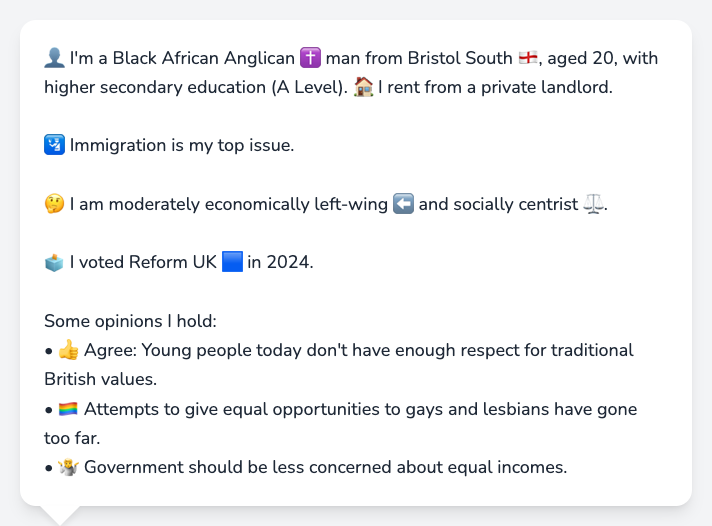 👤 I'm a Black African Anglican ✝️ man from Bristol South 🏴󠁧󠁢󠁥󠁮󠁧󠁿, aged 20, with
higher secondary education (A Level). 🏠 I rent from a private landlord.
🛂 Immigration is my top issue.
🤔 I am moderately economically left-wing ⬅️ and socially centrist ⚖️.
🗳️ I voted Reform UK 🟦 in 2024.
Some opinions I hold:
• 👍 Agree: Young people today don't have enough respect for traditional
British values.
• 🏳️‍🌈 Attempts to give equal opportunities to gays and lesbians have gone
too far.
• 🤷 Government should be less concerned about equal incomes.